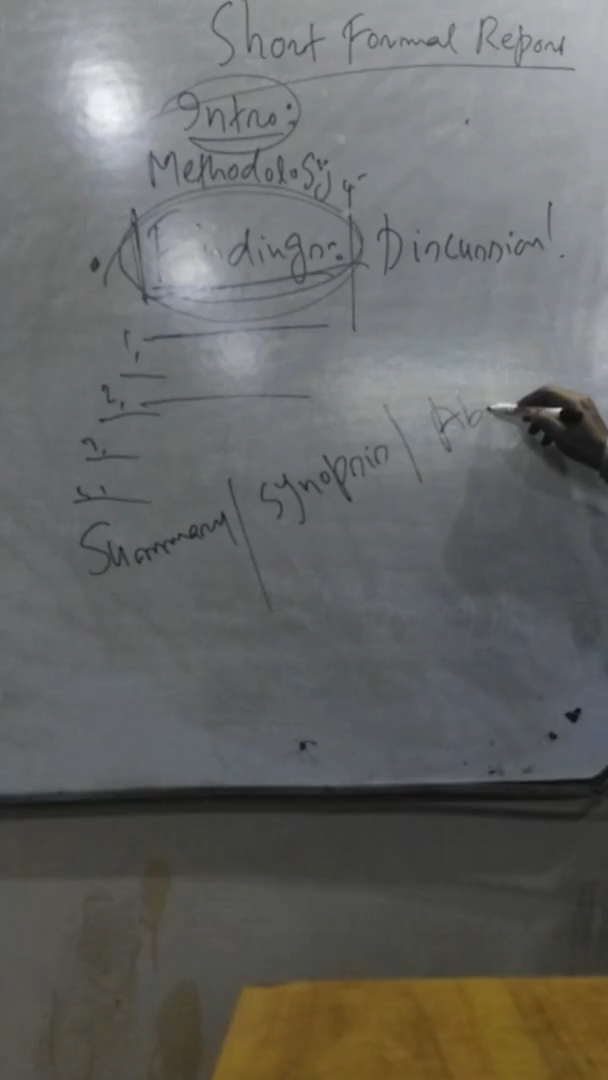 Short Formal Report
Intro:
Methodology
Findings: Discussion!
1,
2,
3,
4,
Summary / Synopsis / Ab